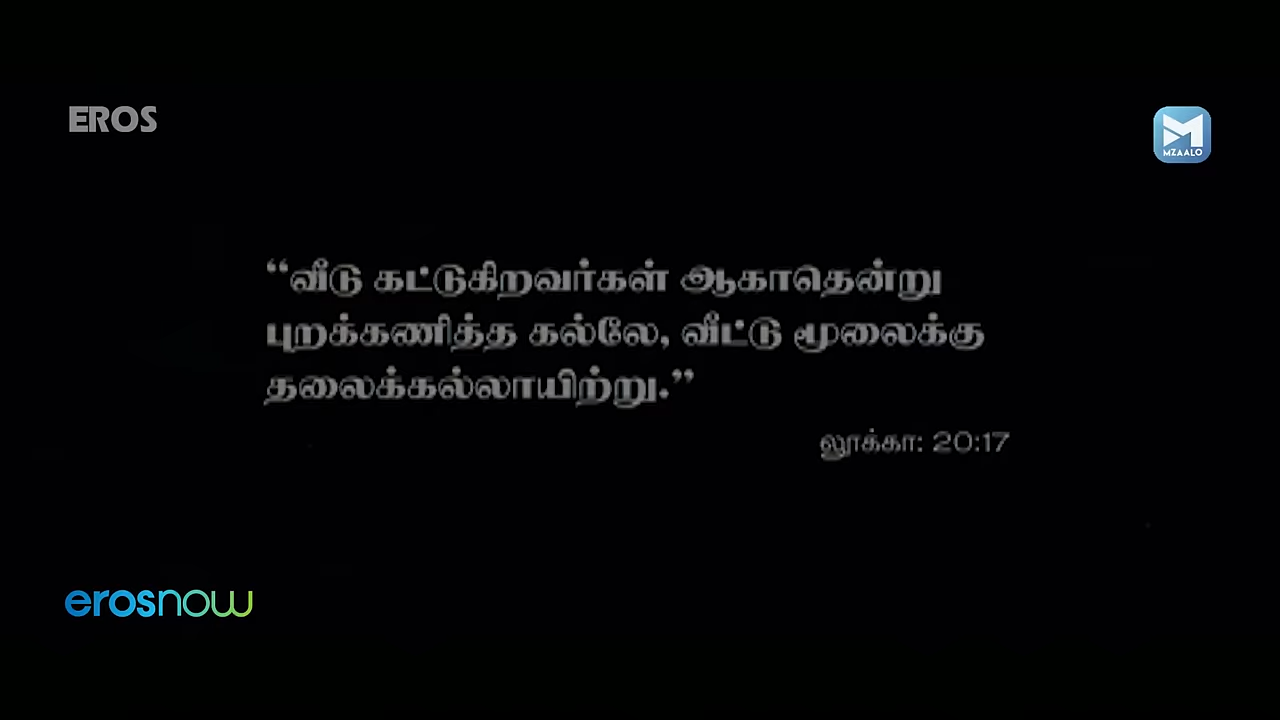 EROS
MZAALO
“வீடு கட்டுகிறவர்கள் ஆகாதென்று
புறக்கணித்த கல்லே, வீட்டு மூலைக்கு
தலைக்கல்லாயிற்று.”
லூக்கா: 20:17
erosnow